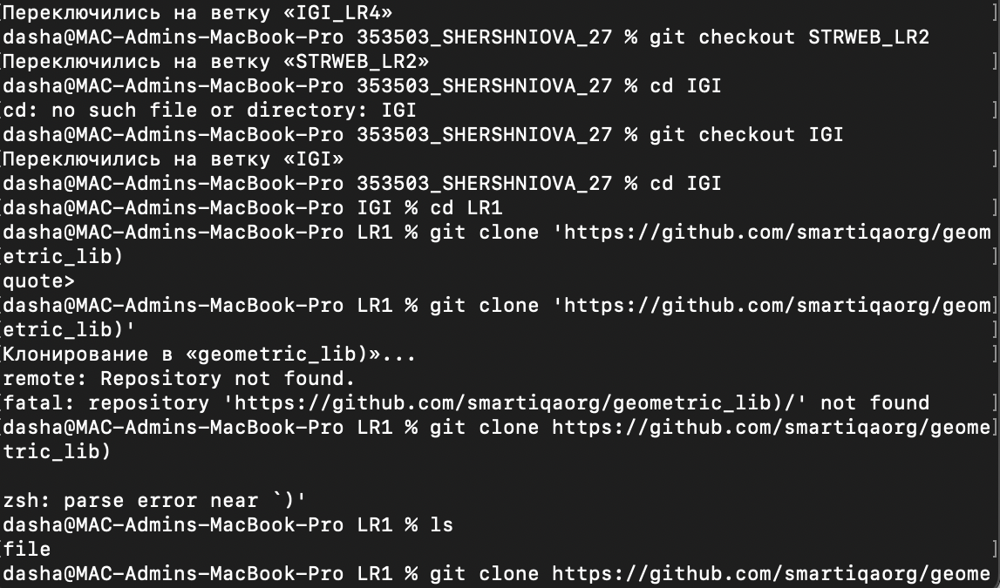 [Переключились на ветку «IGI_LR4»]
dasha@MAC-Admins-MacBook-Pro 353503_SHERSHNIOVA_27 % git checkout STRWEB_LR2
[Переключились на ветку «STRWEB_LR2»]
dasha@MAC-Admins-MacBook-Pro 353503_SHERSHNIOVA_27 % cd IGI
[cd: no such file or directory: IGI]
dasha@MAC-Admins-MacBook-Pro 353503_SHERSHNIOVA_27 % git checkout IGI
[Переключились на ветку «IGI»]
dasha@MAC-Admins-MacBook-Pro 353503_SHERSHNIOVA_27 % cd IGI
[dasha@MAC-Admins-MacBook-Pro IGI % cd LR1]
dasha@MAC-Admins-MacBook-Pro LR1 % git clone 'https://github.com/smartiqaorg/geom
[etric_lib)]
quote>
[dasha@MAC-Admins-MacBook-Pro LR1 % git clone 'https://github.com/smartiqaorg/geom]
[etric_lib)']
[Клонирование в «geometric_lib)»...]
remote: Repository not found.
[fatal: repository 'https://github.com/smartiqaorg/geometric_lib)/' not found]
[dasha@MAC-Admins-MacBook-Pro LR1 % git clone https://github.com/smartiqaorg/geome]
tric_lib)
zsh: parse error near `)'
dasha@MAC-Admins-MacBook-Pro LR1 % ls
[file]
dasha@MAC-Admins-MacBook-Pro LR1 % git clone https://github.com/smartiqaorg/geome